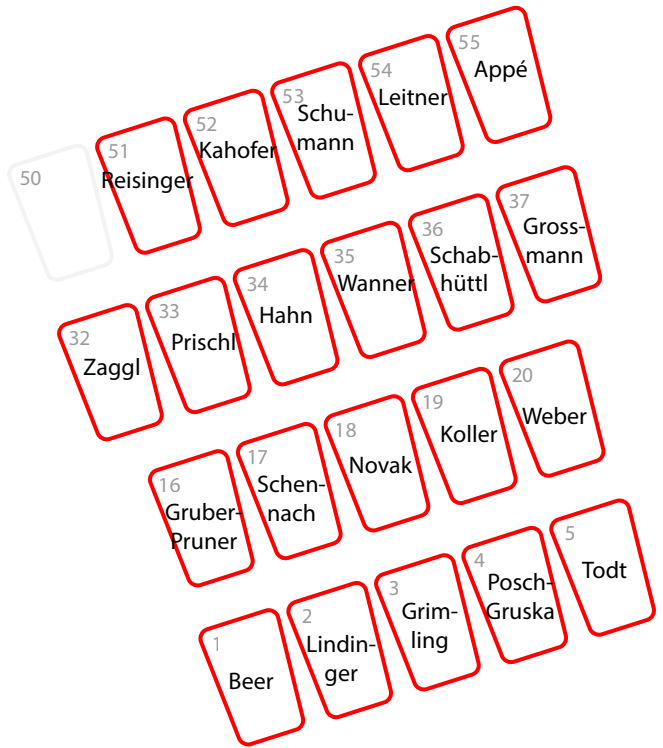 50
51
Reisinger
52
Kahofer
53
Schu-
mann
54
Leitner
55
Appé
32
Zaggl
33
Prischl
34
Hahn
35
Wanner
36
Schab-
hüttl
37
Gross-
mann
16
Gruber-
Pruner
17
Schen-
nach
18
Novak
19
Koller
20
Weber
1
Beer
2
Lindin-
ger
3
Grim-
ling
4
Posch-
Gruska
5
Todt